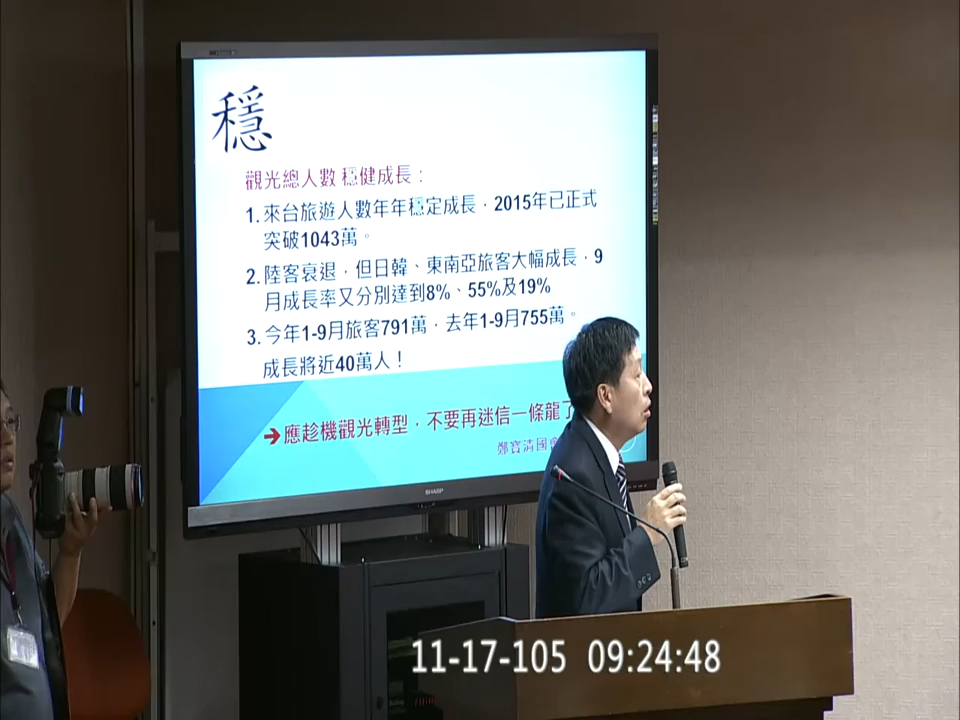 穩
觀光總人數 穩健成長：
1. 來台旅遊人數年年穩定成長，2015年已正式
突破1043萬。
2. 陸客衰退，但日韓、東南亞旅客大幅成長，9
月成長率又分別達到8%、55%及19%
3. 今年1-9月旅客791萬，去年1-9月755萬。
成長將近40萬人！
➔應趁機觀光轉型，不要再迷信一條龍了
鄭寶清國會
SHARP
11-17-105 09:24:48